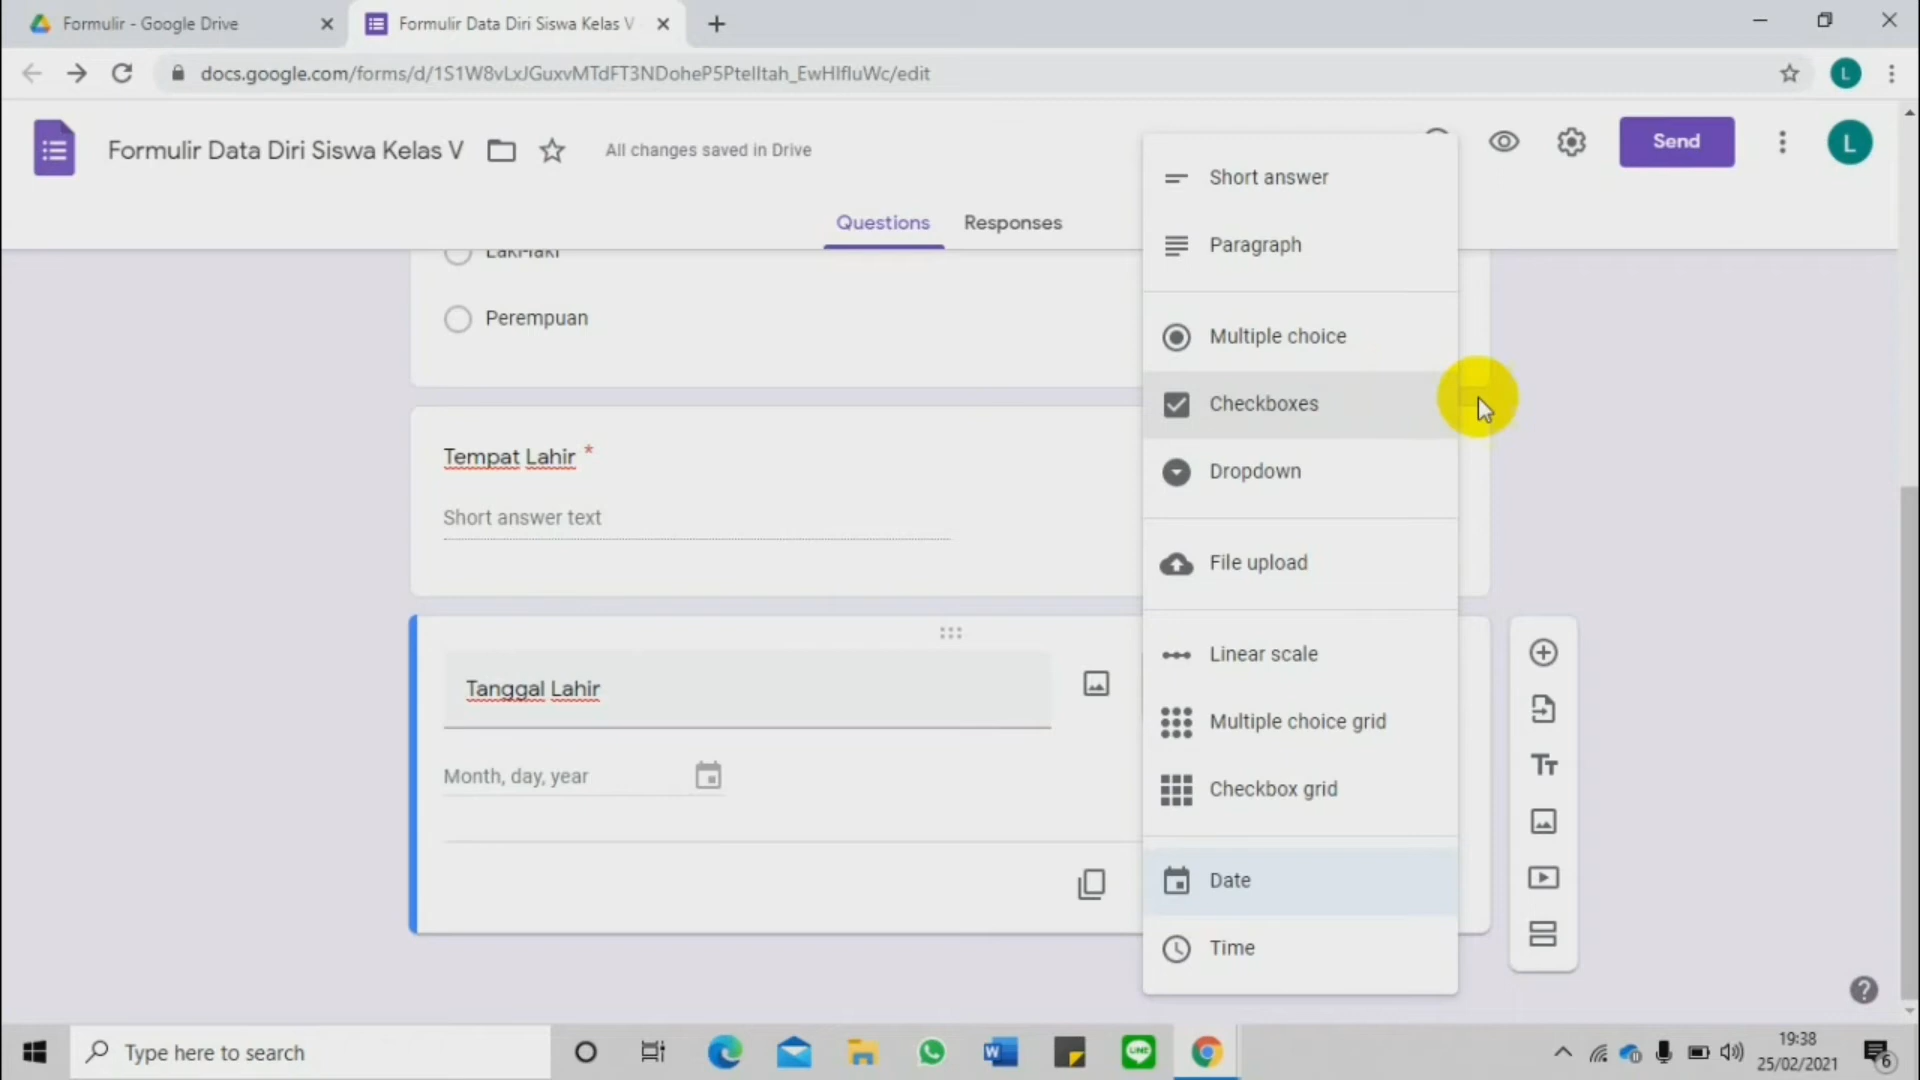 Formulir - Google Drive
Formulir Data Diri Siswa Kelas V
docs.google.com/forms/d/1S1W8vLxJGuxvMTdFT3NDoheP5PtelItah_EwHIfluWc/edit
L
Formulir Data Diri Siswa Kelas V
All changes saved in Drive
Send
L
Questions
Responses
Laki-laki
Perempuan
Tempat Lahir *
Short answer text
Tanggal Lahir
Month, day, year
Short answer
Paragraph
Multiple choice
Checkboxes
Dropdown
File upload
Linear scale
Multiple choice grid
Checkbox grid
Date
Time
Type here to search
19:38
25/02/2021
6